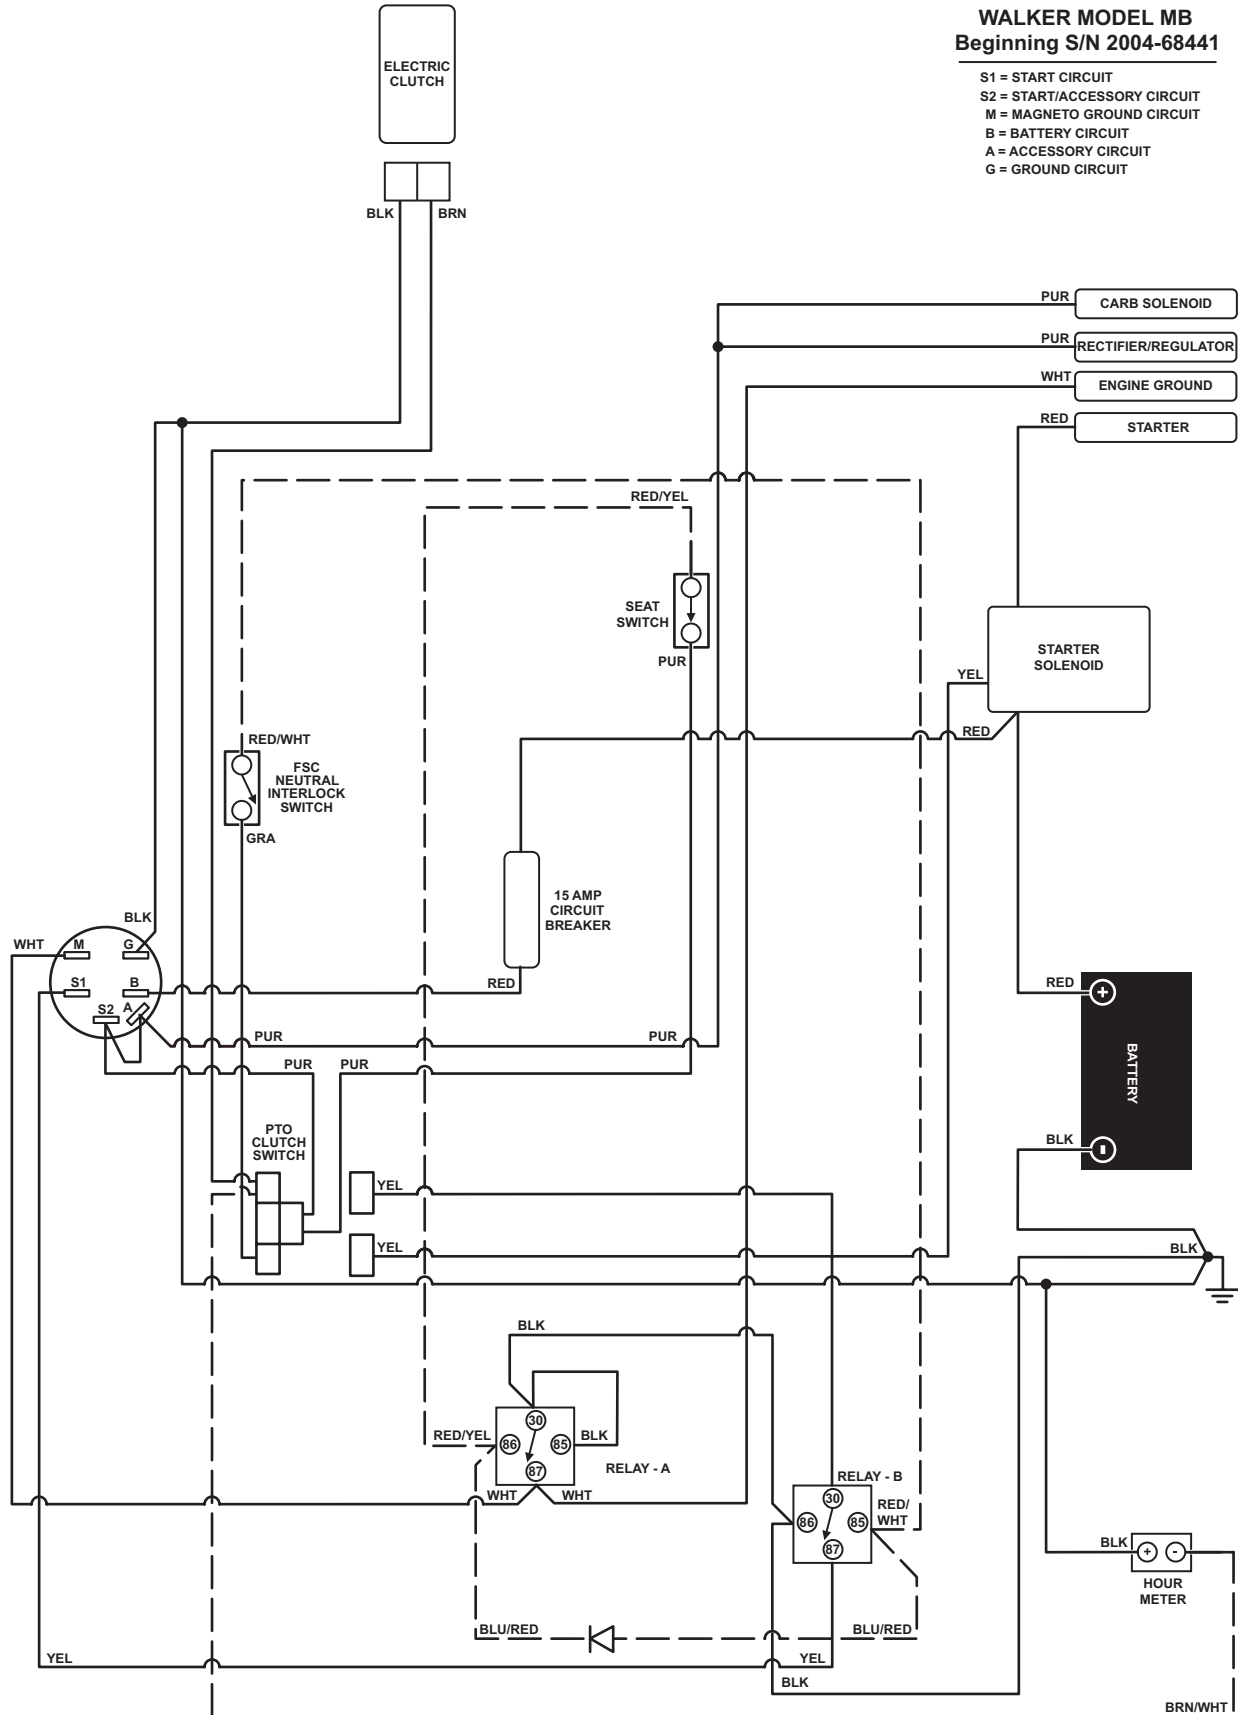 WALKER MODEL MB
Beginning S/N 2004-68441
S1 = START CIRCUIT
S2 = START/ACCESSORY CIRCUIT
M = MAGNETO GROUND CIRCUIT
B = BATTERY CIRCUIT
A = ACCESSORY CIRCUIT
G = GROUND CIRCUIT
ELECTRIC
CLUTCH
BLK
BRN
PUR
CARB SOLENOID
PUR
RECTIFIER/REGULATOR
WHT
ENGINE GROUND
RED
STARTER
RED/YEL
SEAT
SWITCH
PUR
STARTER
SOLENOID
YEL
RED
RED/WHT
FSC
NEUTRAL
INTERLOCK
SWITCH
GRA
15 AMP
CIRCUIT
BREAKER
RED
BLK
WHT
M
G
S1
B
S2
A
PUR
PUR
PUR
PUR
RED
+
BATTERY
BLK
-
PTO
CLUTCH
SWITCH
YEL
YEL
BLK
BLK
30
86
85
87
RED/YEL
BLK
RELAY - A
WHT
WHT
RELAY - B
30
86
85
87
RED/
WHT
BLK
+
-
HOUR
METER
BLU/RED
BLU/RED
YEL
YEL
BLK
BRN/WHT